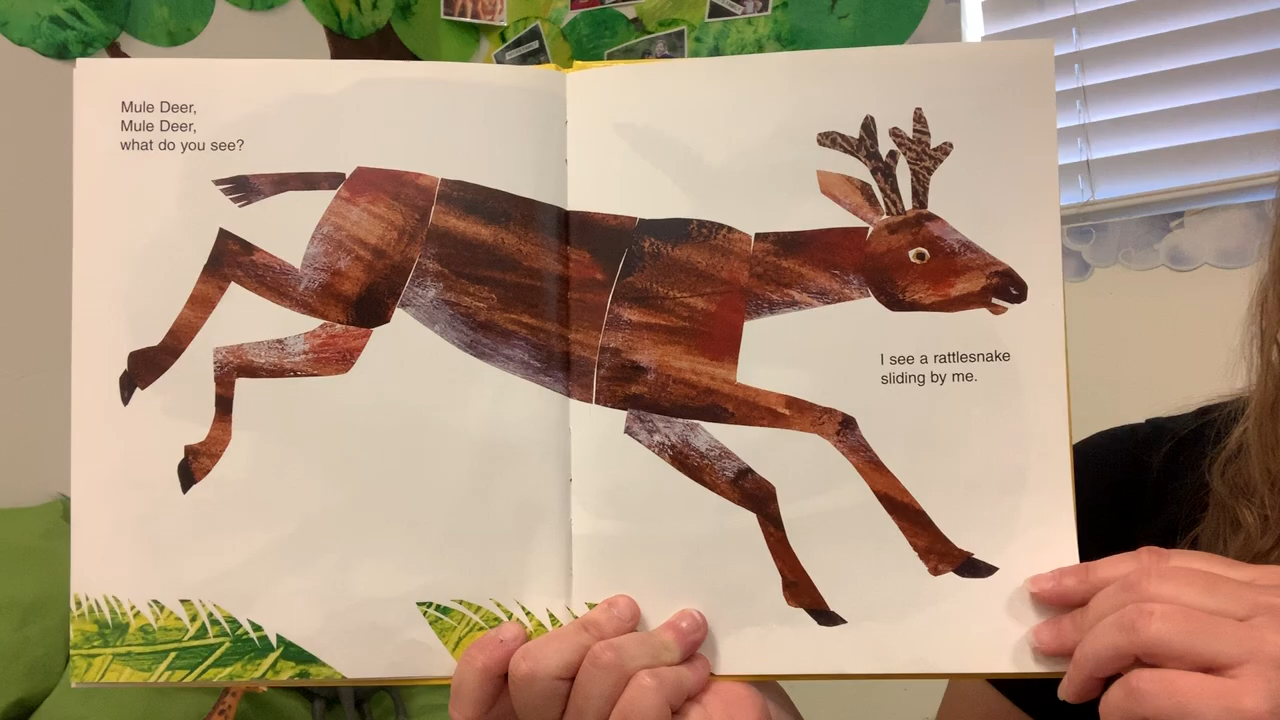 Mule Deer,
Mule Deer,
what do you see?
I see a rattlesnake
sliding by me.